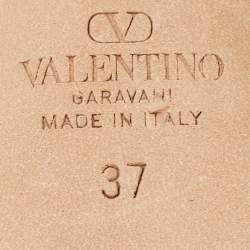 VALENTINO
GARAVANI
MADE IN ITALY
37